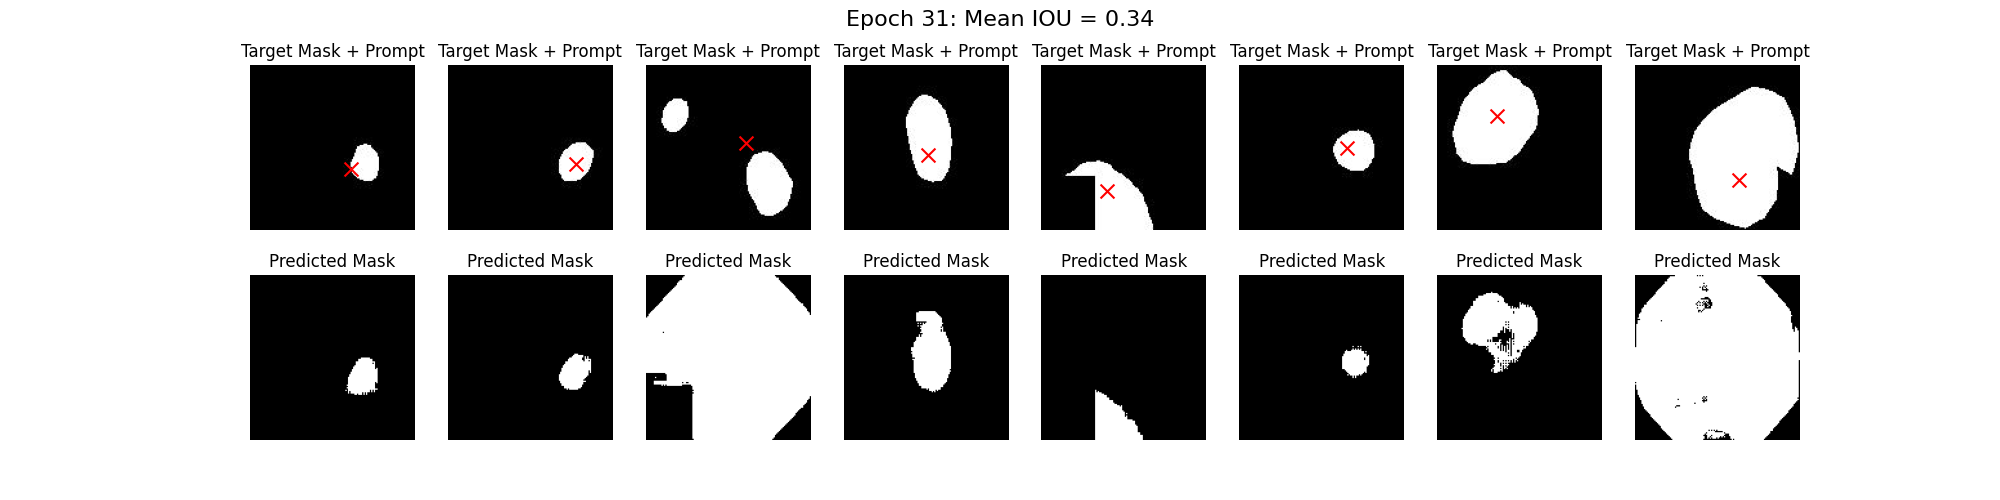 Epoch 31: Mean IOU = 0.34
Target Mask + Prompt Target Mask + Prompt Target Mask + Prompt Target Mask + Prompt Target Mask + Prompt Target Mask + Prompt Target Mask + Prompt Target Mask + Prompt
Predicted Mask Predicted Mask Predicted Mask Predicted Mask Predicted Mask Predicted Mask Predicted Mask Predicted Mask